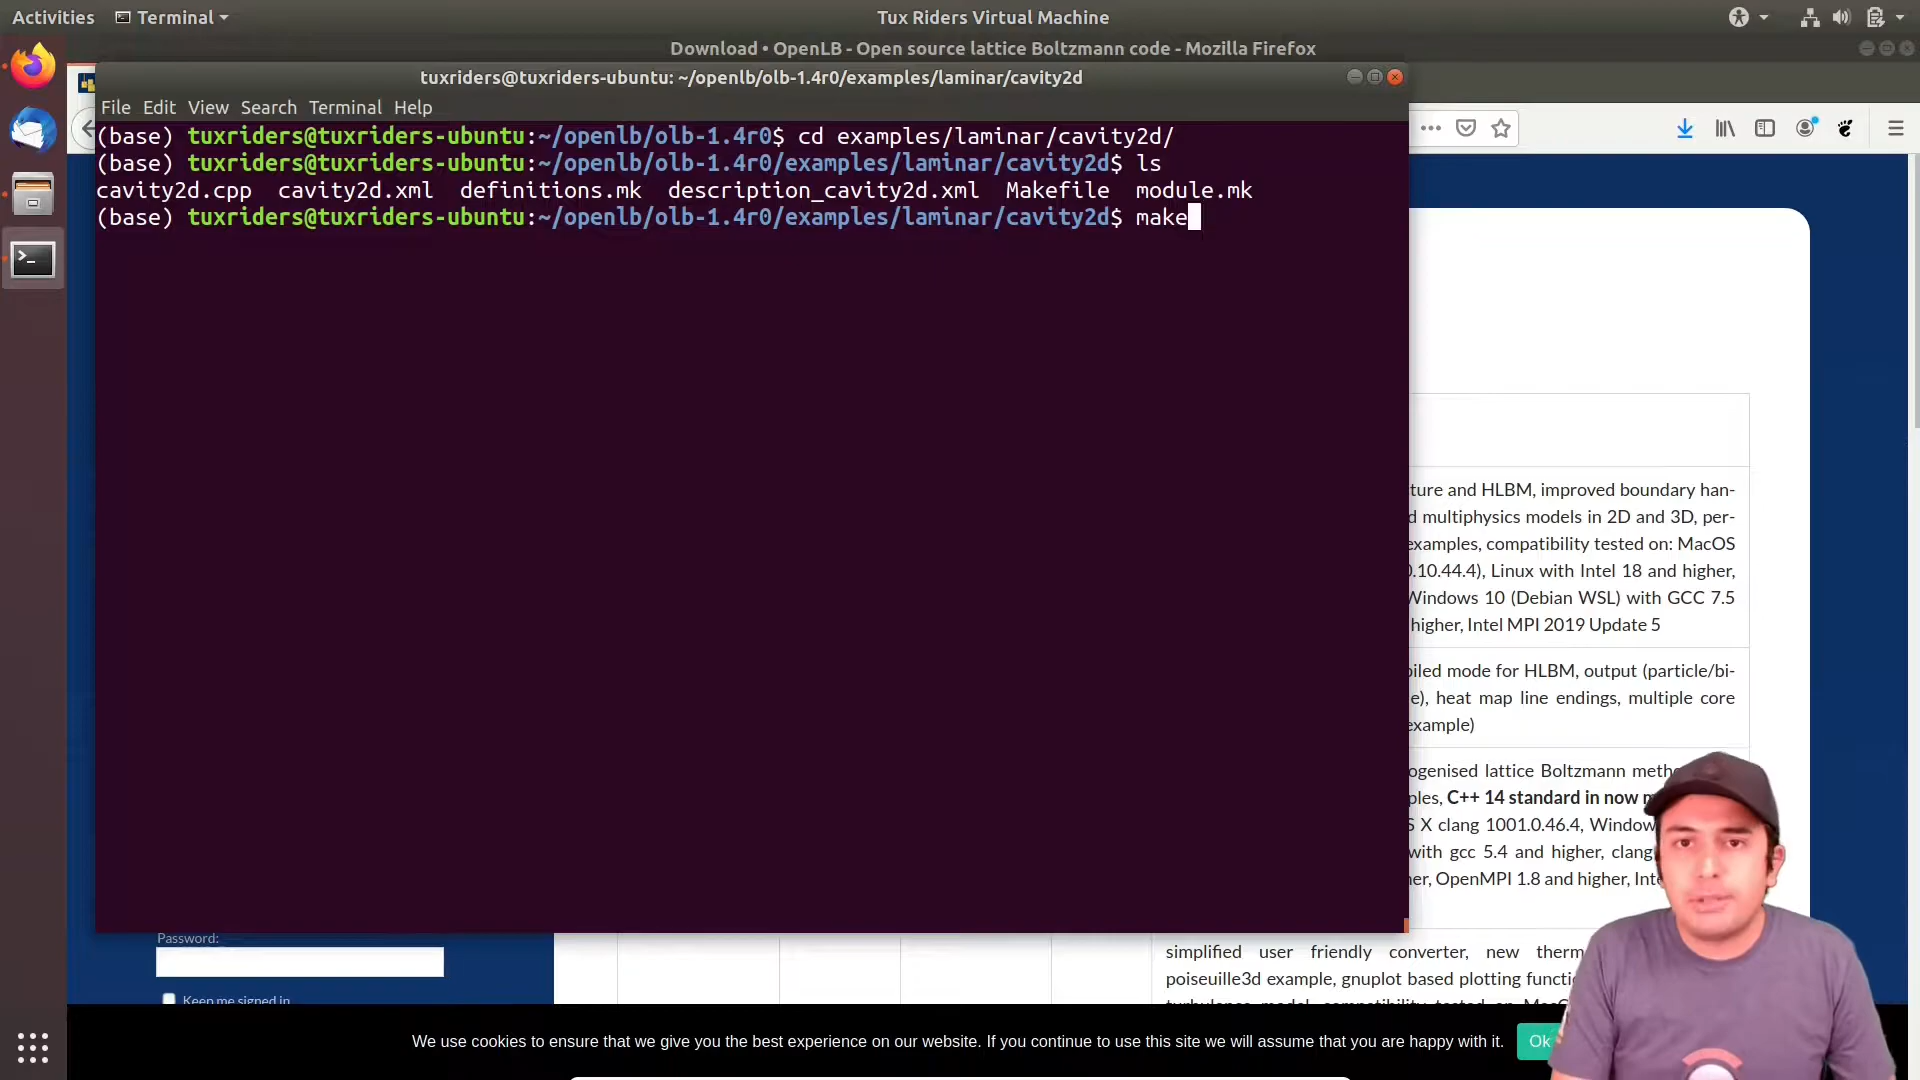 Activities Terminal Tux Riders Virtual Machine
Download • OpenLB - Open source lattice Boltzmann code - Mozilla Firefox
tuxriders@tuxriders-ubuntu: ~/openlb/olb-1.4r0/examples/laminar/cavity2d
File Edit View Search Terminal Help
(base) tuxriders@tuxriders-ubuntu:~/openlb/olb-1.4r0$ cd examples/laminar/cavity2d/
(base) tuxriders@tuxriders-ubuntu:~/openlb/olb-1.4r0/examples/laminar/cavity2d$ ls
cavity2d.cpp cavity2d.xml definitions.mk description_cavity2d.xml Makefile module.mk
(base) tuxriders@tuxriders-ubuntu:~/openlb/olb-1.4r0/examples/laminar/cavity2d$ make
ture and HLBM, improved boundary han-
d multiphysics models in 2D and 3D, per-
examples, compatibility tested on: MacOS
0.10.44.4), Linux with Intel 18 and higher,
Windows 10 (Debian WSL) with GCC 7.5
higher, Intel MPI 2019 Update 5
piled mode for HLBM, output (particle/bi-
e), heat map line endings, multiple core
example)
ogenised lattice Boltzmann meth
ples, C++ 14 standard in now
S X clang 1001.0.46.4, Window
with gcc 5.4 and higher, clang
her, OpenMPI 1.8 and higher, Int
Password:
simplified user friendly converter, new therm
poiseuille3d example, gnuplot based plotting functi
Keep me signed in
We use cookies to ensure that we give you the best experience on our website. If you continue to use this site we will assume that you are happy with it. Ok